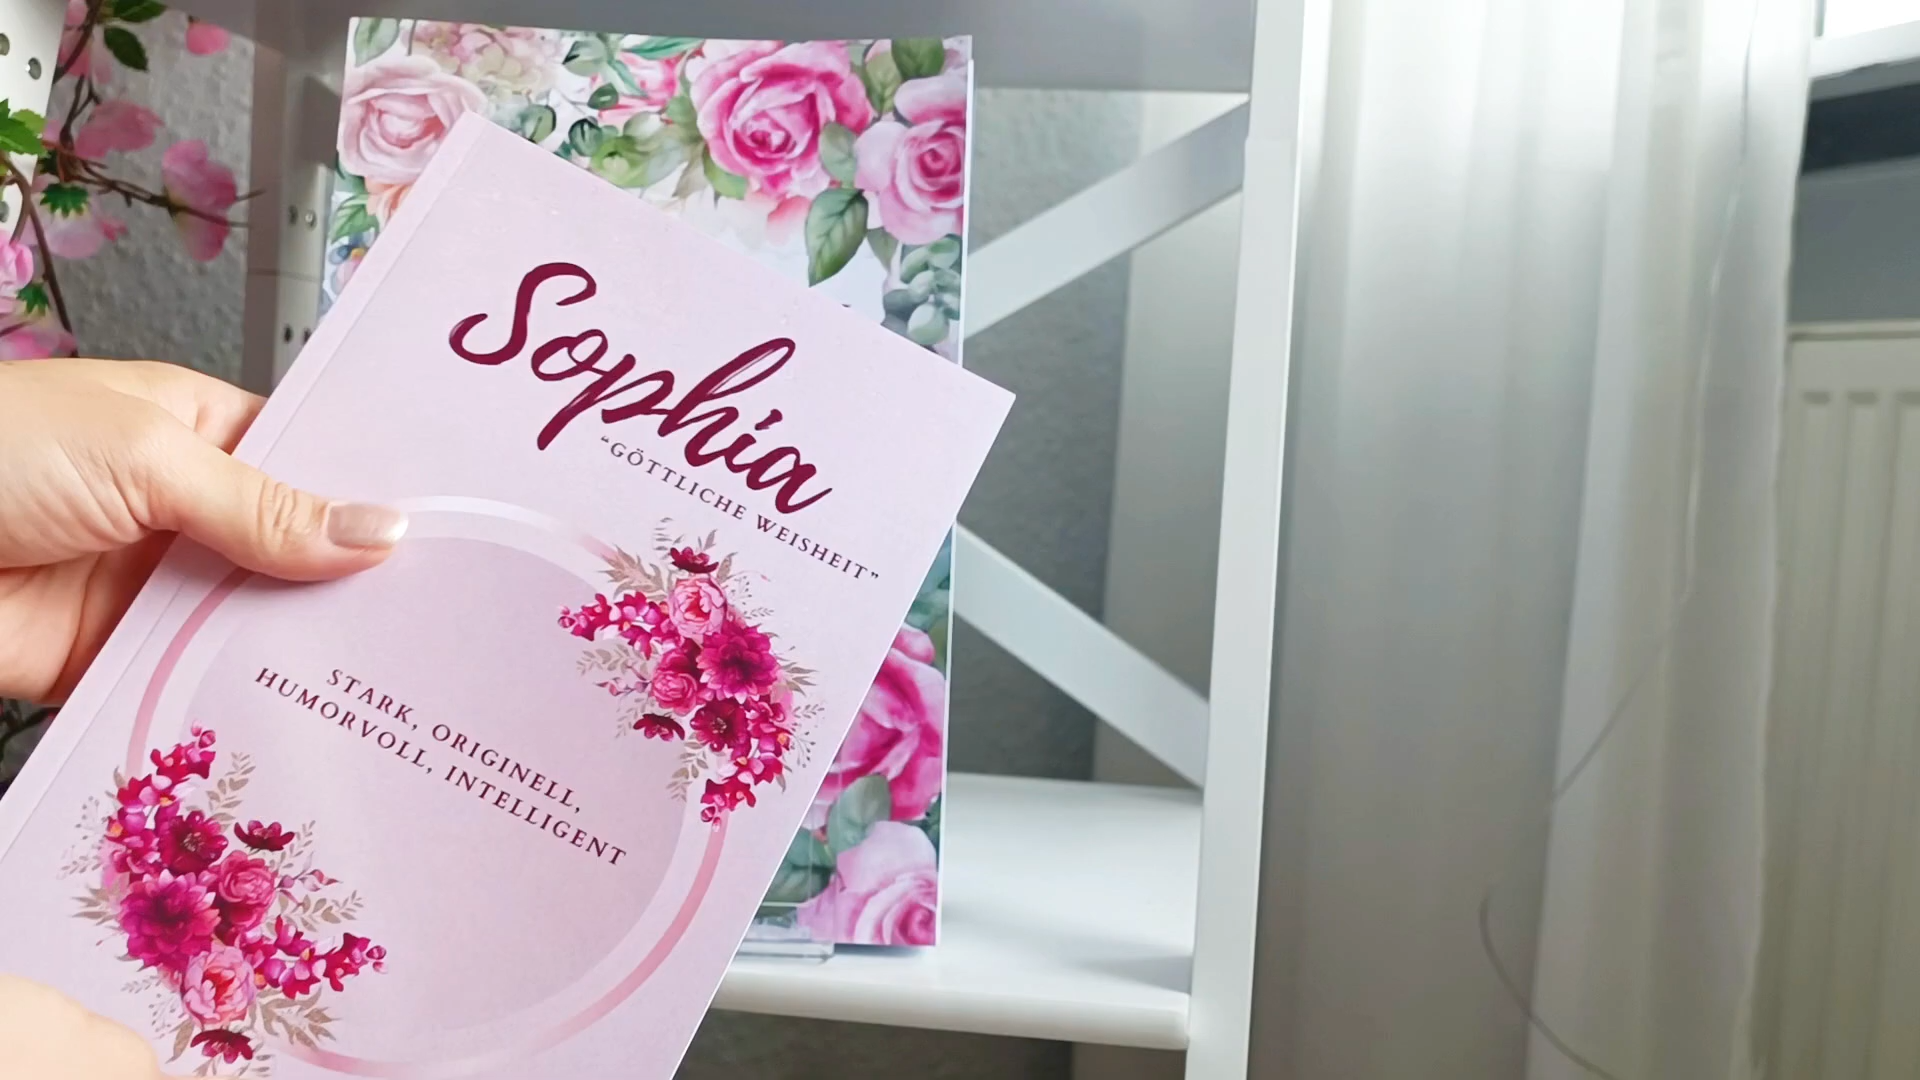 Sophia
“GÖTTLICHE WEISHEIT”
STARK, ORIGINELL,
HUMORVOLL, INTELLIGENT